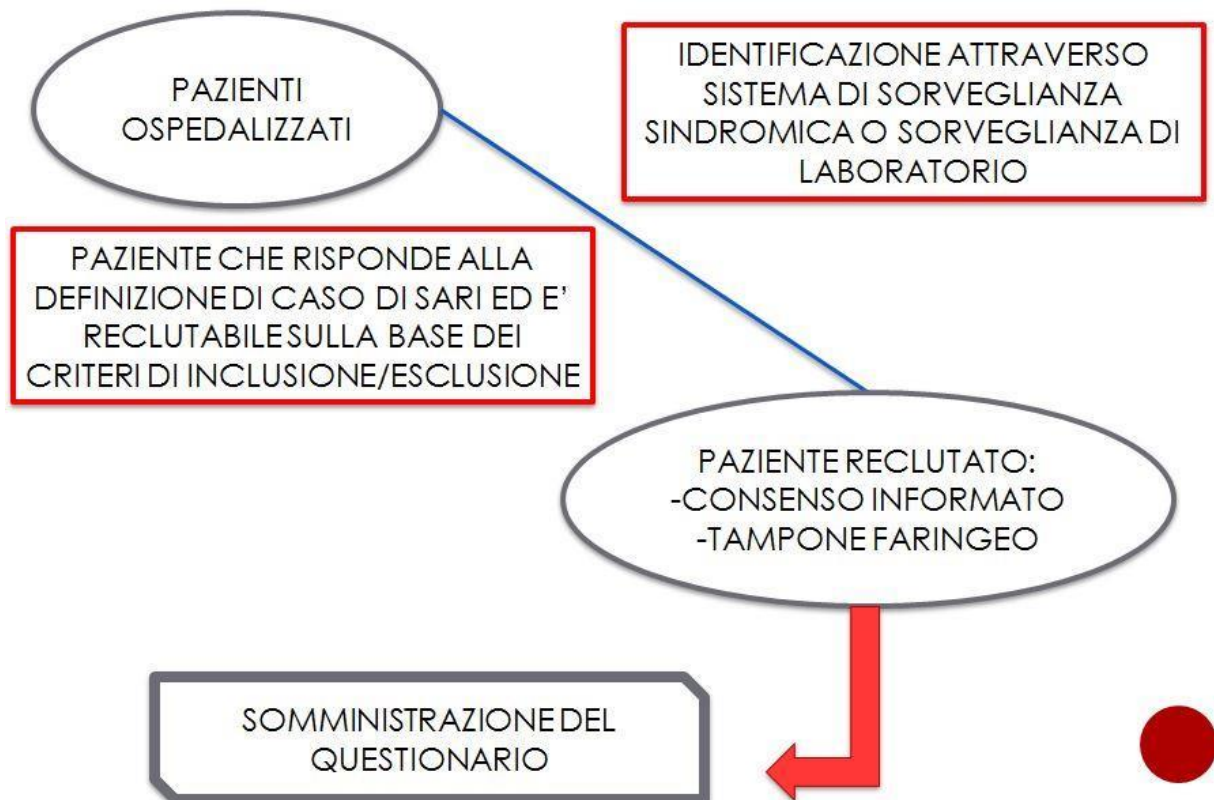 PAZIENTI
OSPEDALIZZATI
IDENTIFICAZIONE ATTRAVERSO
SISTEMA DI SORVEGLIANZA
SINDROMICA O SORVEGLIANZA DI
LABORATORIO
PAZIENTE CHE RISPONDE ALLA
DEFINIZIONE DI CASO DI SARI ED E'
RECLUTABILE SULLA BASE DEI
CRITERI DI INCLUSIONE/ESCLUSIONE
PAZIENTE RECLUTATO:
-CONSENSO INFORMATO
-TAMPONE FARINGEO
SOMMINISTRAZIONE DEL
QUESTIONARIO